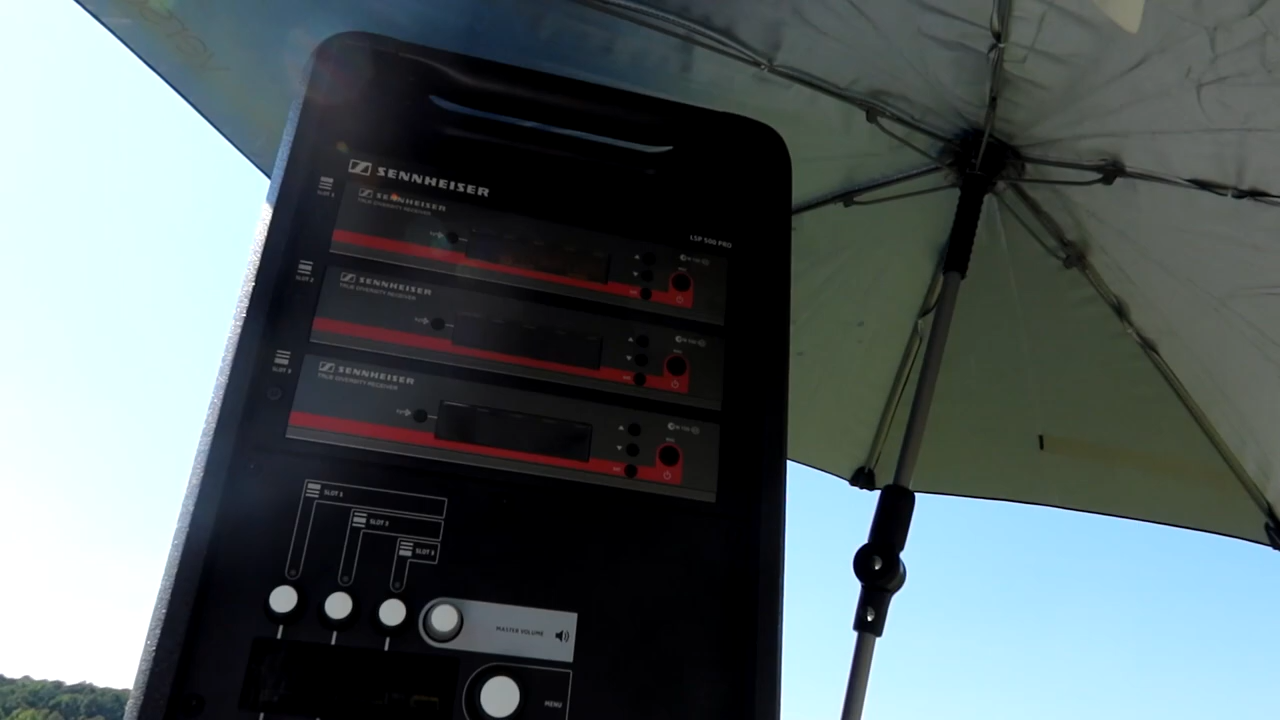 SENNHEISER
SLOT 1
SENNHEISER
TRUE DIVERSITY RECEIVER
LSP 500 PRO
SLOT 2
SENNHEISER
TRUE DIVERSITY RECEIVER
SLOT 3
SENNHEISER
TRUE DIVERSITY RECEIVER
SLOT 1
SLOT 2
SLOT 3
MASTER VOLUME
MENU